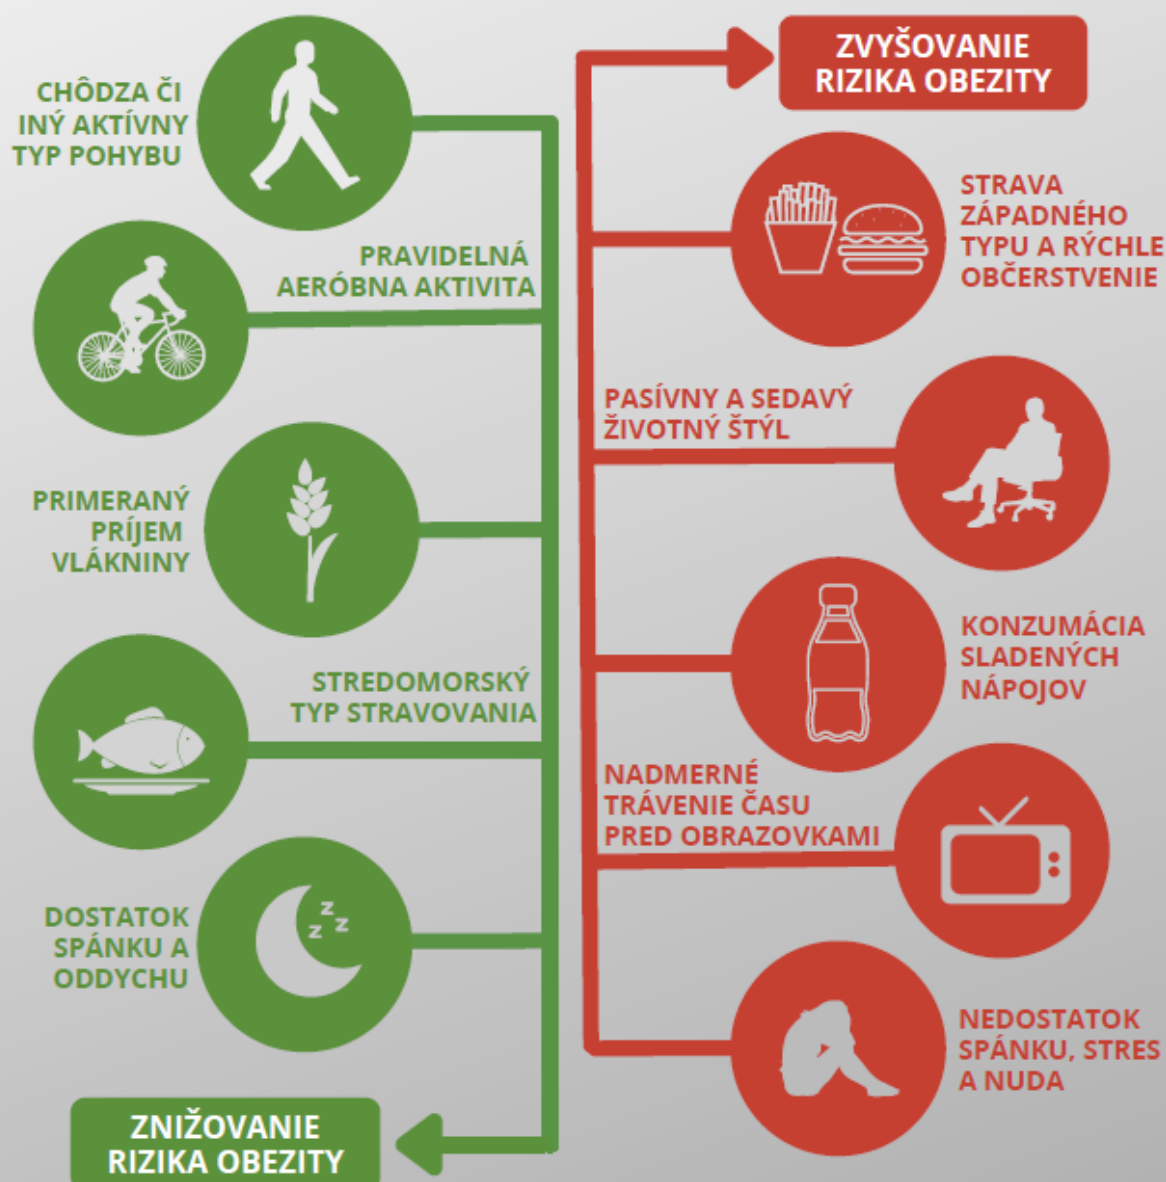 CHÔDZA ČI
INÝ AKTÍVNY
TYP POHYBU
PRAVIDELNÁ
AERÓBNA AKTIVITA
PRIMERANÝ
PRÍJEM
VLÁKNINY
STREDOMORSKÝ
TYP STRAVOVANIA
DOSTATOK
SPÁNKU A
ODDYCHU
z
z
z
ZNIŽOVANIE
RIZIKA OBEZITY
ZVYŠOVANIE
RIZIKA OBEZITY
STRAVA
ZÁPADNÉHO
TYPU A RÝCHLE
OBČERSTVENIE
PASÍVNY A SEDAVÝ
ŽIVOTNÝ ŠTÝL
KONZUMÁCIA
SLADENÝCH
NÁPOJOV
NADMERNÉ
TRÁVENIE ČASU
PRED OBRAZOVKAMI
NEDOSTATOK
SPÁNKU, STRES
A NUDA